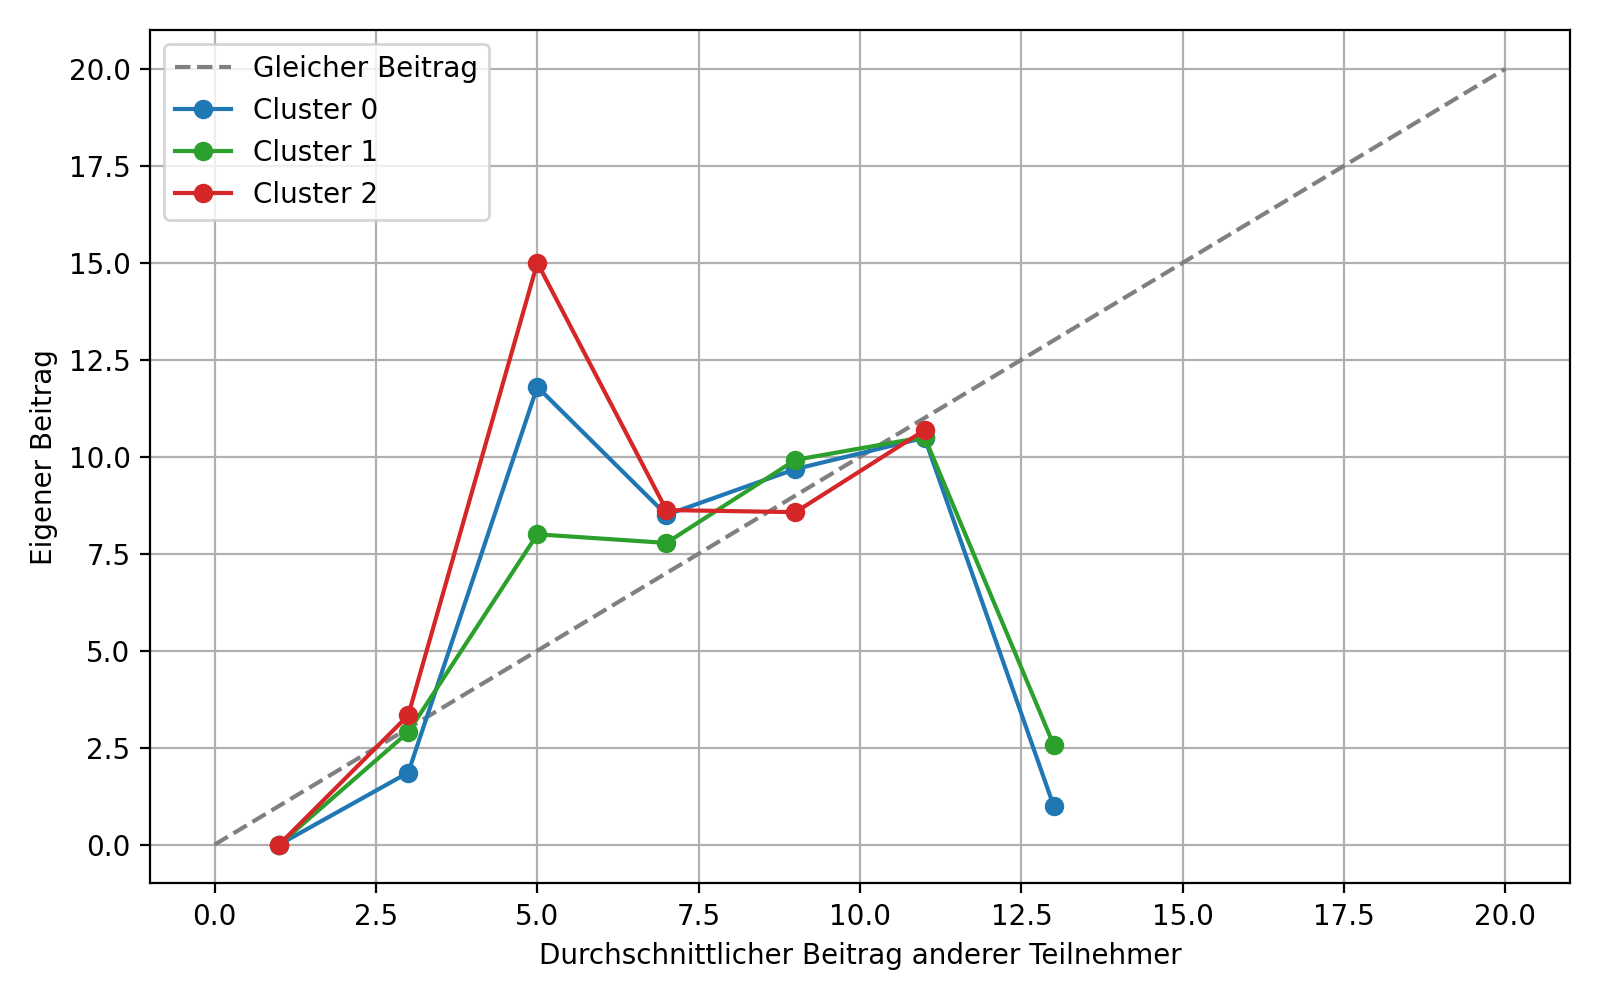 Gleicher Beitrag
Cluster 0
Cluster 1
Cluster 2
Eigener Beitrag
20.0
17.5
15.0
12.5
10.0
7.5
5.0
2.5
0.0
0.0 2.5 5.0 7.5 10.0 12.5 15.0 17.5 20.0
Durchschnittlicher Beitrag anderer Teilnehmer